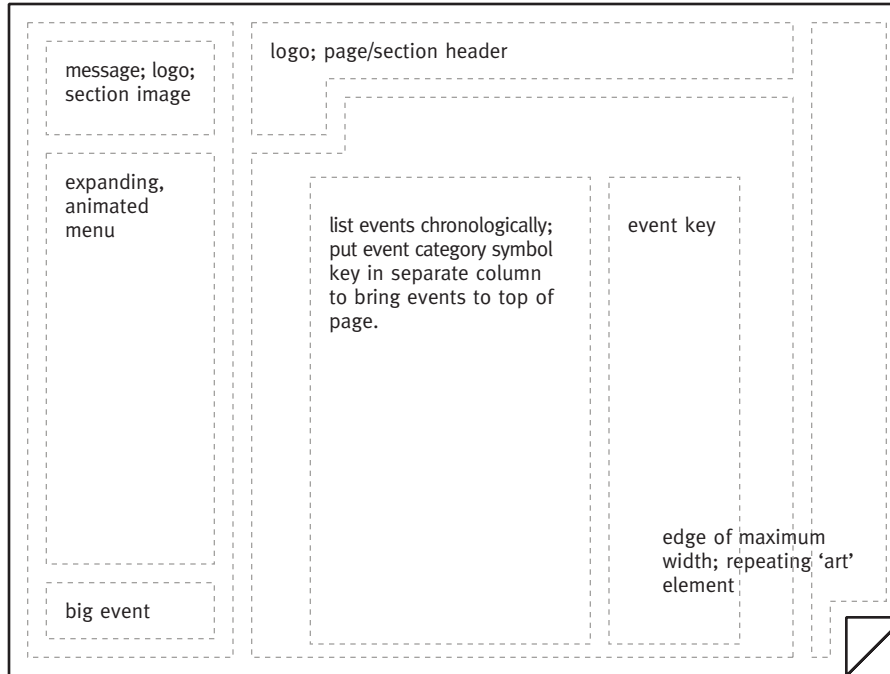 message; logo;
section image
expanding,
animated
menu
big event
logo; page/section header
list events chronologically;
put event category symbol
key in separate column
to bring events to top of
page.
event key
edge of maximum
width; repeating ‘art’
element